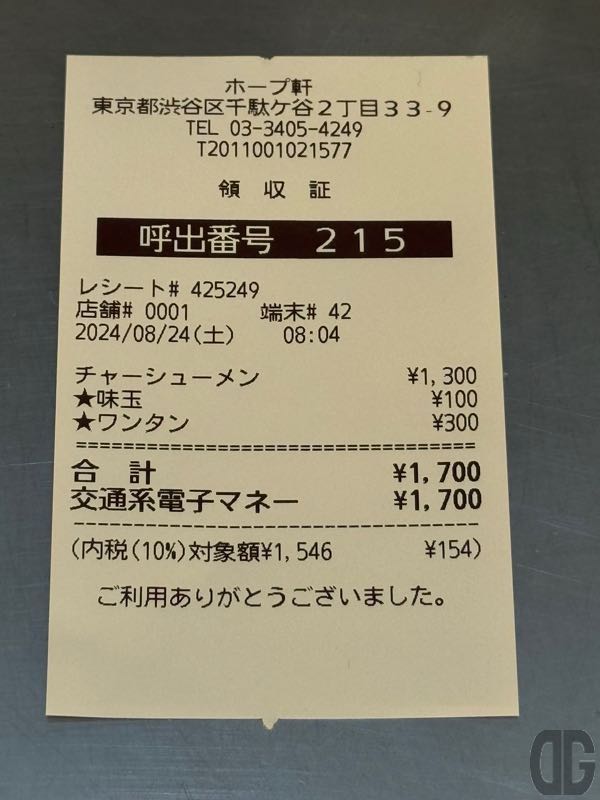 ホープ軒
東京都渋谷区千駄ケ谷２丁目３３-９
TEL 03-3405-4249
T2011001021577
領 収 証
呼出番号　２１５
レシート# 425249
店舗# 0001　端末# 42
2024/08/24(土)　08:04
チャーシューメン　¥1,300
★味玉　¥100
★ワンタン　¥300
合　計　¥1,700
交通系電子マネー　¥1,700
(内税(10%)対象額¥1,546　¥154)
ご利用ありがとうございました。
DG